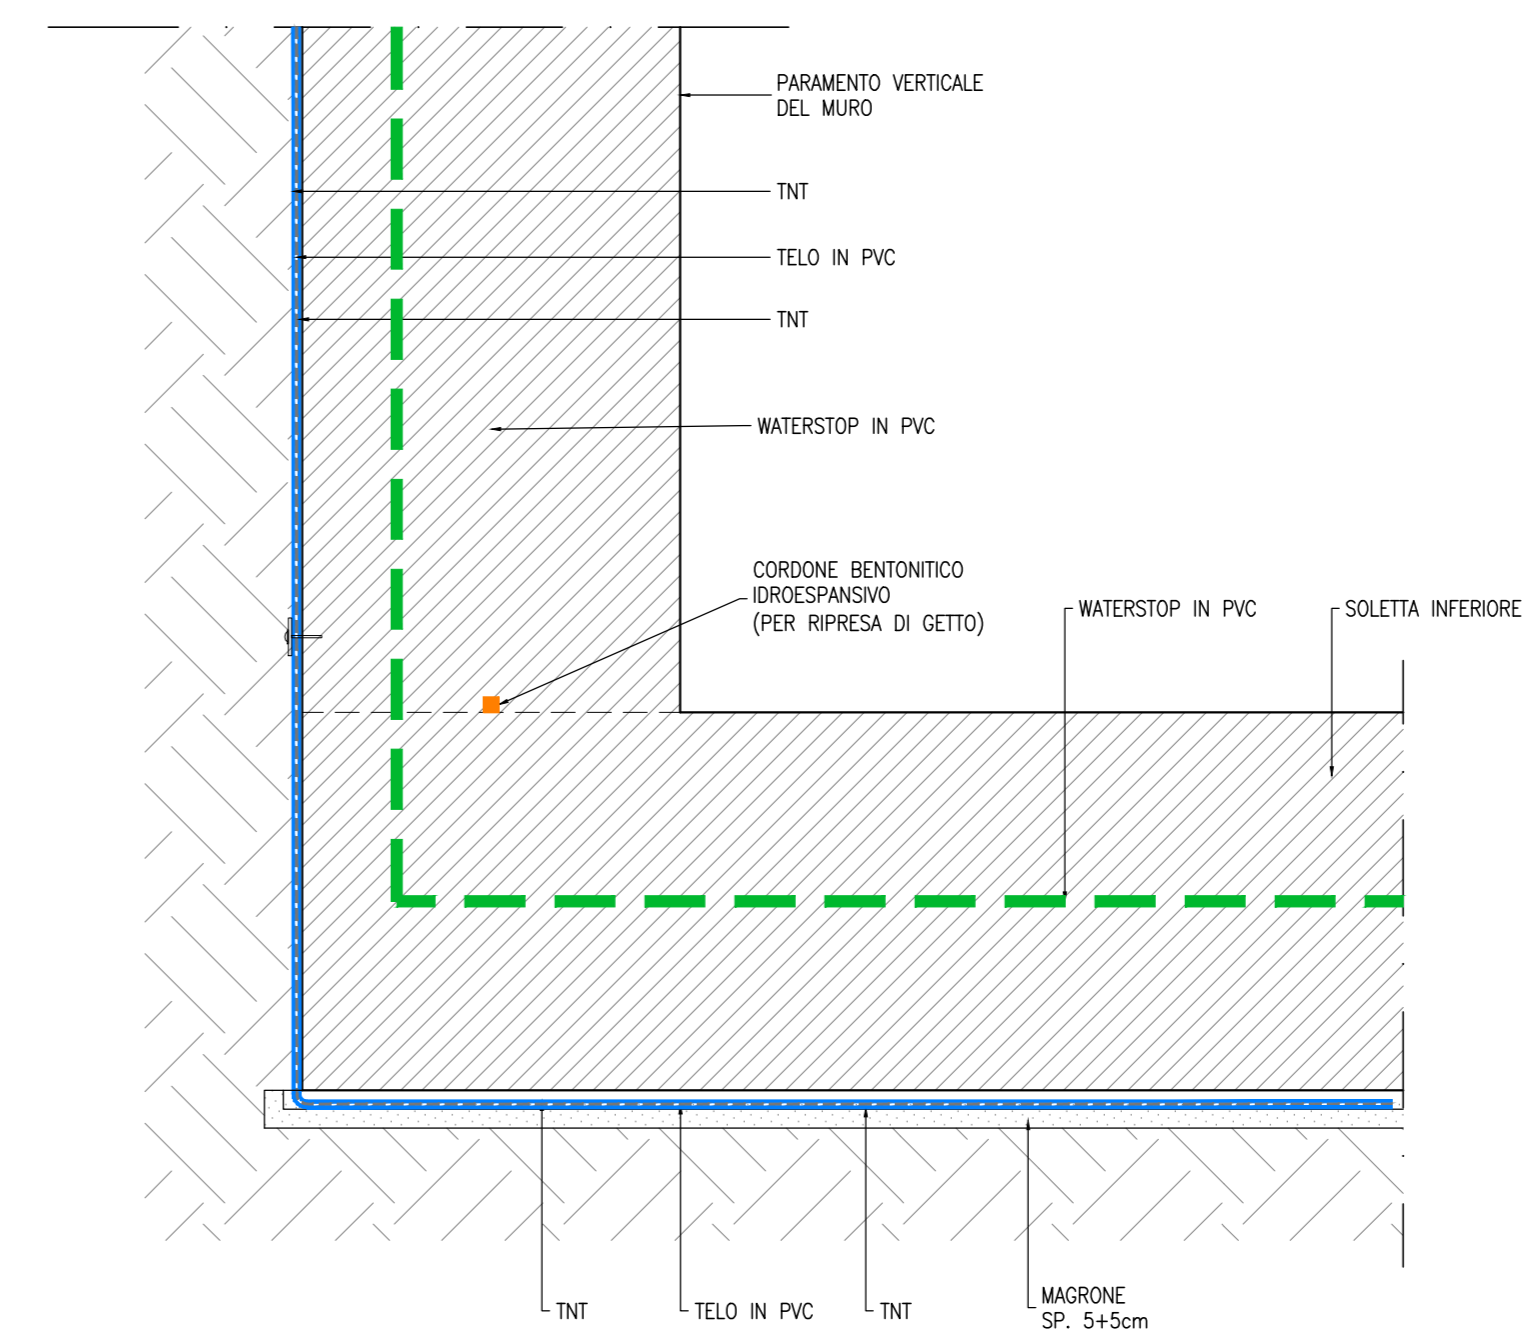 PARAMENTO VERTICALE
DEL MURO
TNT
TELO IN PVC
TNT
WATERSTOP IN PVC
CORDONE BENTONITICO
IDROESPANSIVO
(PER RIPRESA DI GETTO)
WATERSTOP IN PVC
SOLETTA INFERIORE
TNT
TELO IN PVC
TNT
MAGRONE
SP. 5+5cm